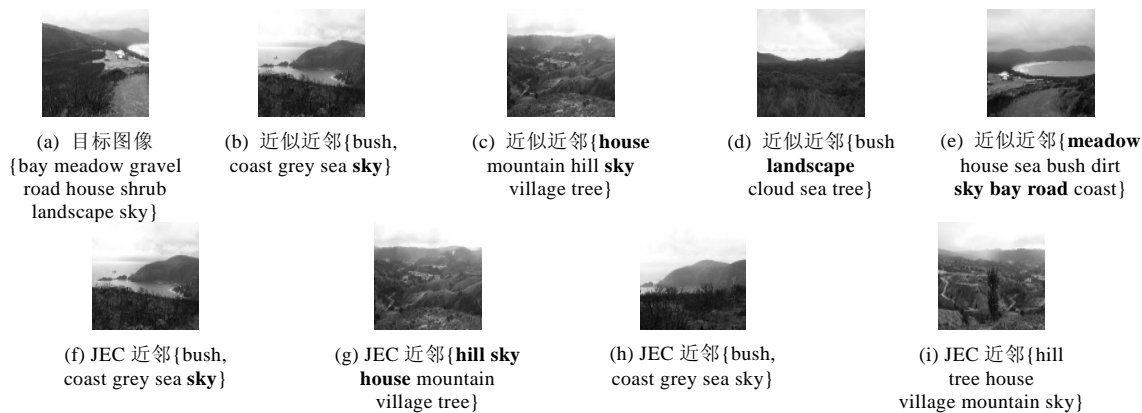 (a) 目标图像
{bay meadow gravel
road house shrub
landscape sky}
(b) 近似近邻{bush,
coast grey sea sky}
(c) 近似近邻{house
mountain hill sky
village tree}
(d) 近似近邻{bush
landscape
cloud sea tree}
(e) 近似近邻{meadow
house sea bush dirt
sky bay road coast}
(f) JEC 近邻{bush,
coast grey sea sky}
(g) JEC 近邻{hill sky
house mountain
village tree}
(h) JEC 近邻{bush,
coast grey sea sky}
(i) JEC 近邻{hill
tree house
village mountain sky}